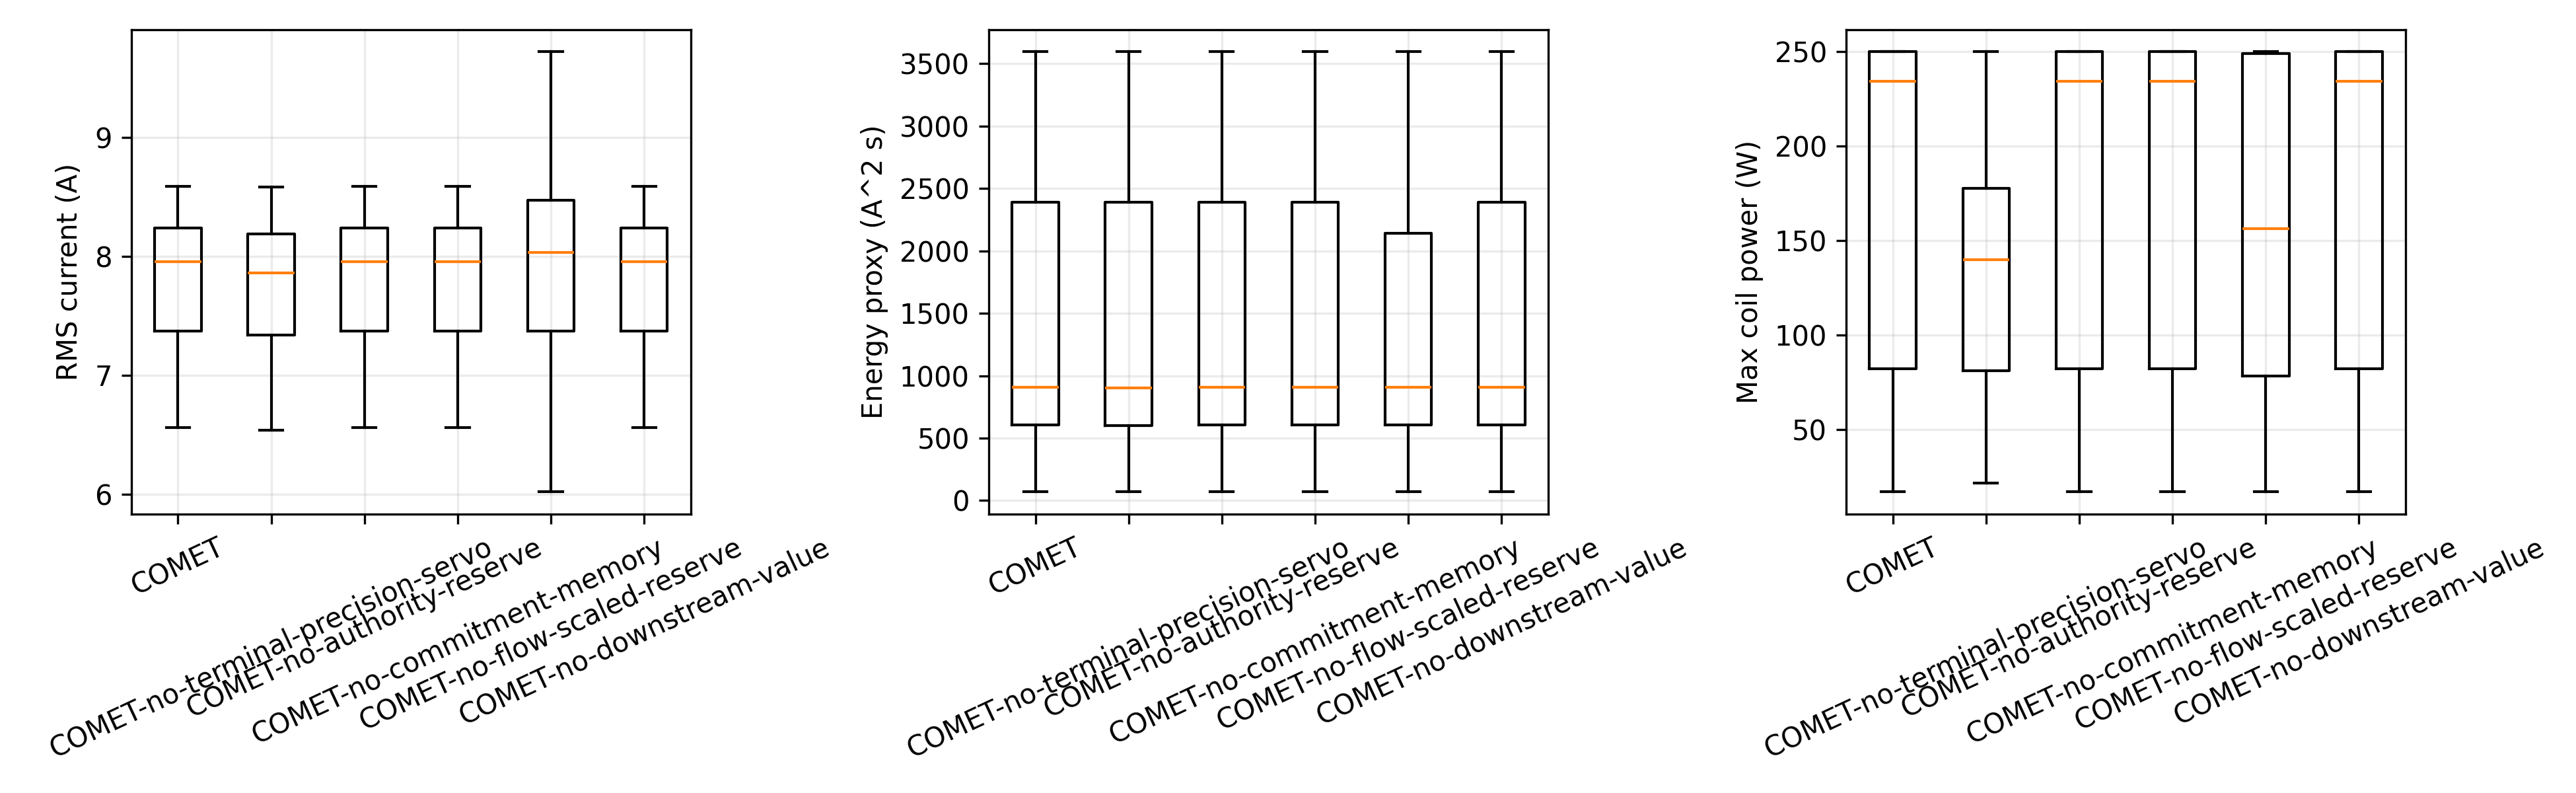 RMS current (A)
9
8
7
6
COMET
COMET-no-terminal-precision-servo
COMET-no-authority-reserve
COMET-no-commitment-memory
COMET-no-flow-scaled-reserve
COMET-no-downstream-value
Energy proxy (A^2 s)
3500
3000
2500
2000
1500
1000
500
0
COMET
COMET-no-terminal-precision-servo
COMET-no-authority-reserve
COMET-no-commitment-memory
COMET-no-flow-scaled-reserve
COMET-no-downstream-value
Max coil power (W)
250
200
150
100
50
COMET
COMET-no-terminal-precision-servo
COMET-no-authority-reserve
COMET-no-commitment-memory
COMET-no-flow-scaled-reserve
COMET-no-downstream-value